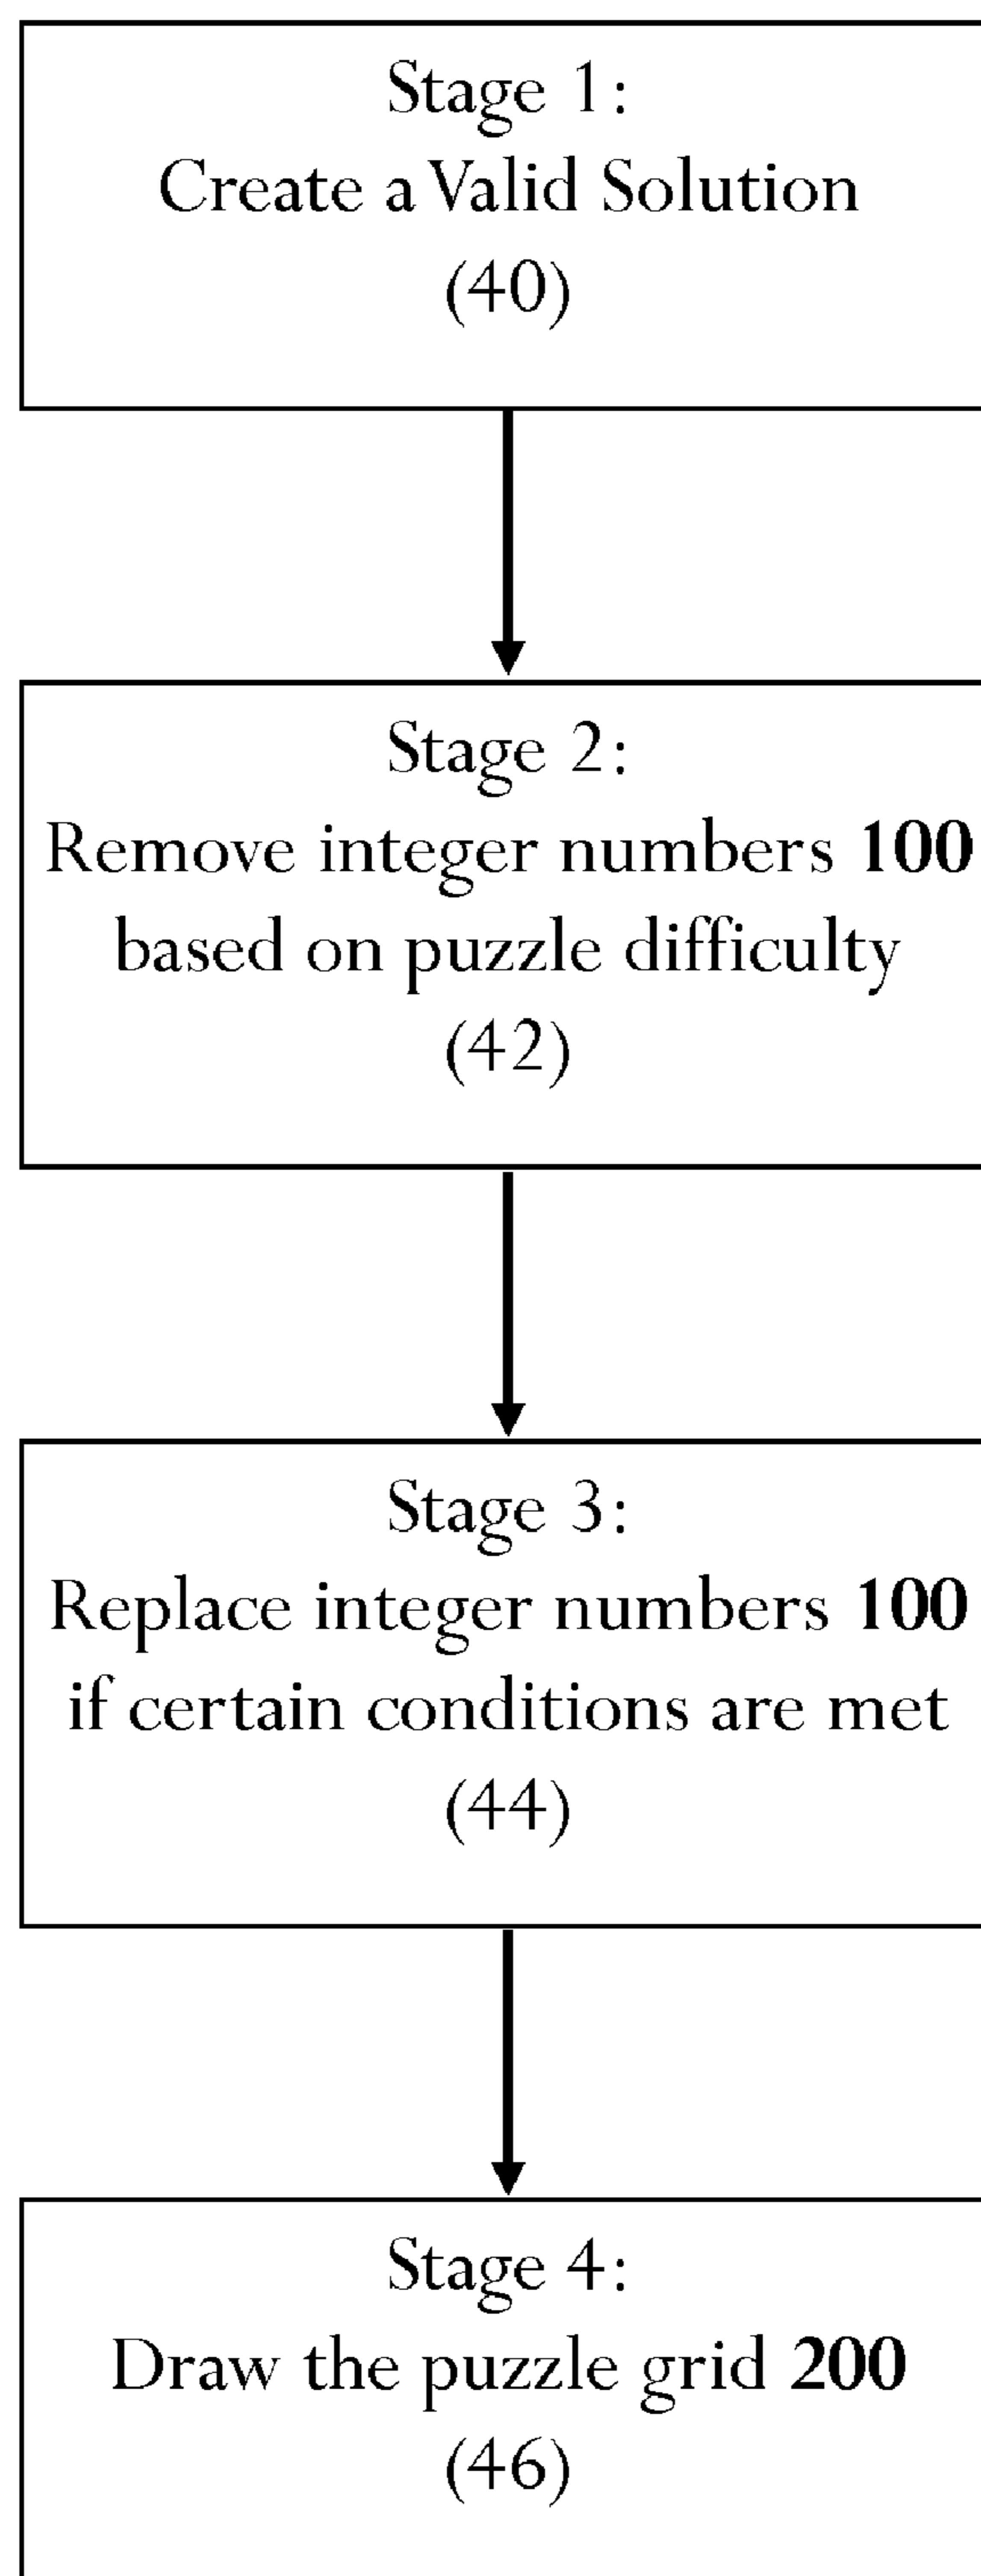 Stage 1:
Create a Valid Solution
(40)
Stage 2:
Remove integer numbers 100
based on puzzle difficulty
(42)
Stage 3:
Replace integer numbers 100
if certain conditions are met
(44)
Stage 4:
Draw the puzzle grid 200
(46)